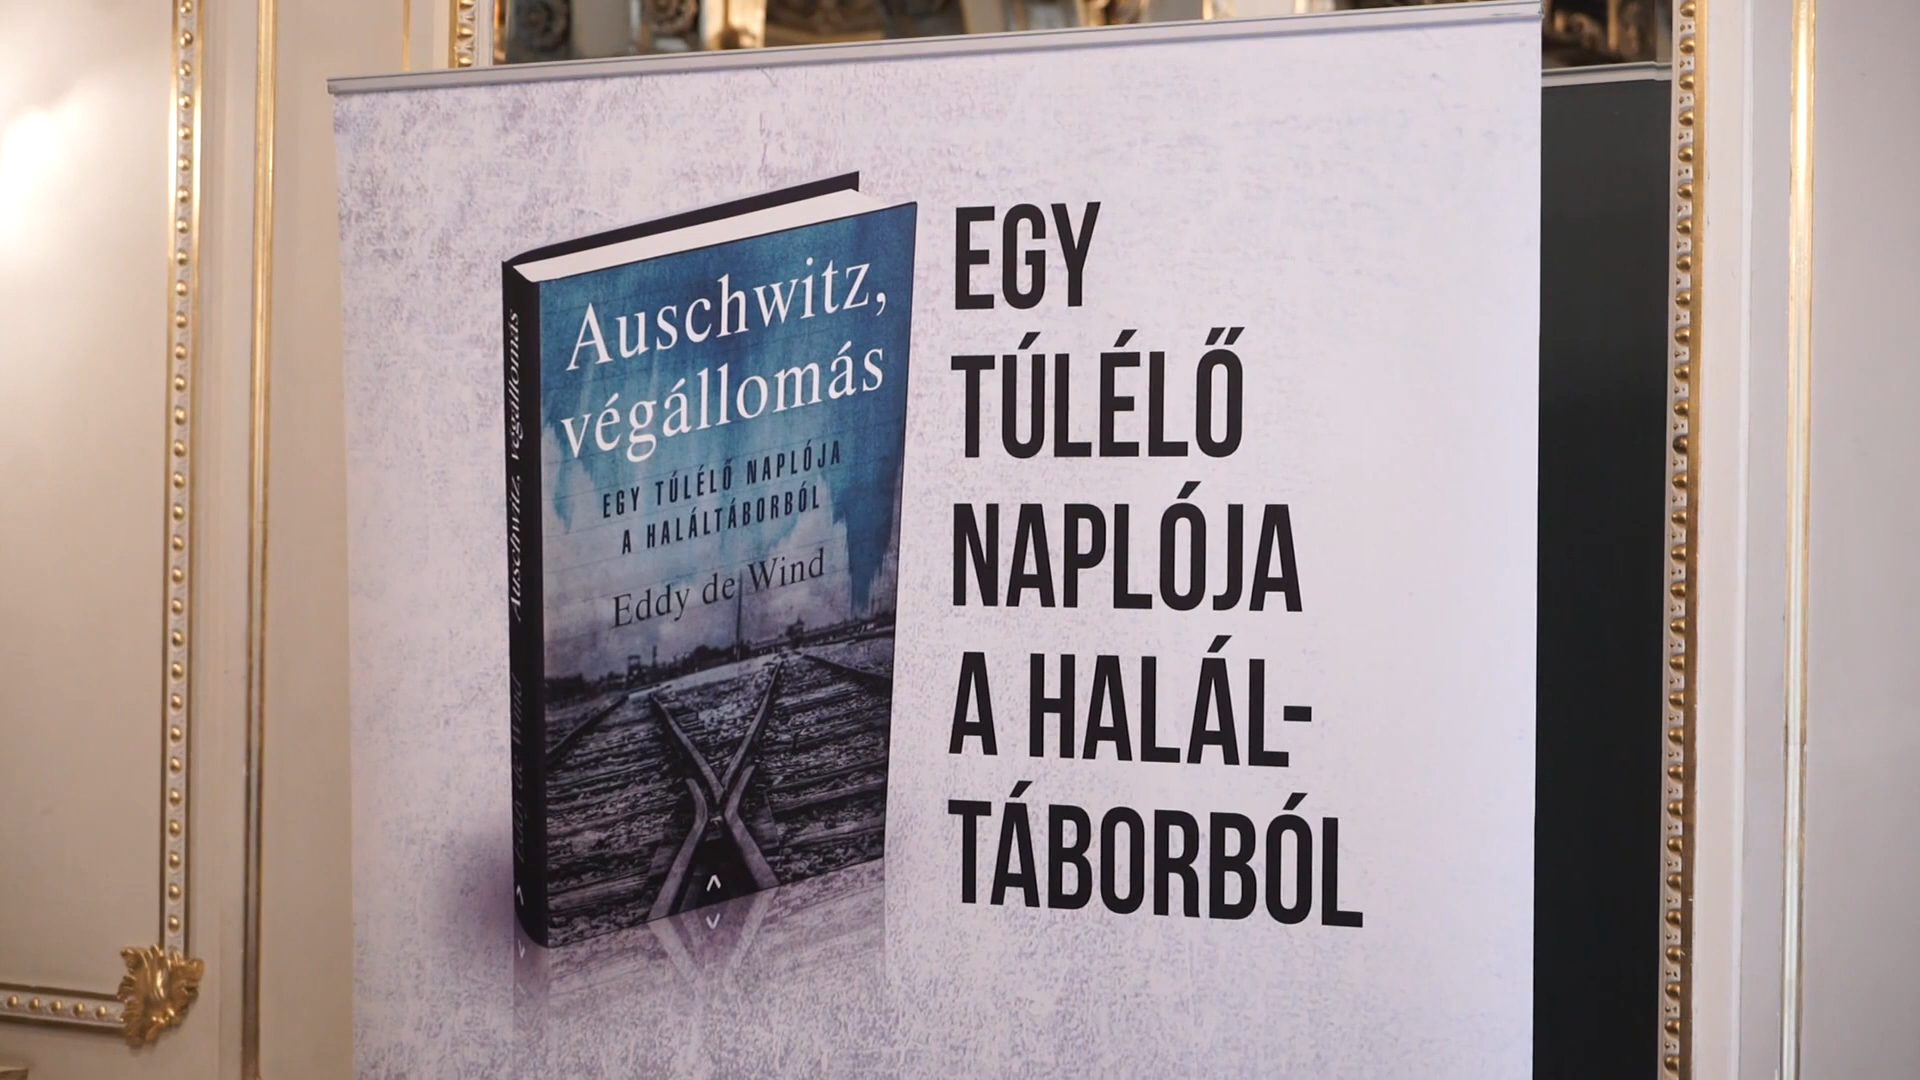 Auschwitz,
végállomás
EGY TÚLÉLŐ NAPLÓJA
A HALÁLTÁBORBÓL
Eddy de Wind
Auschwitz, végállomás
Eddy de Wind
EGY
TÚLÉLŐ
NAPLÓJA
A HALÁL-
TÁBORBÓL